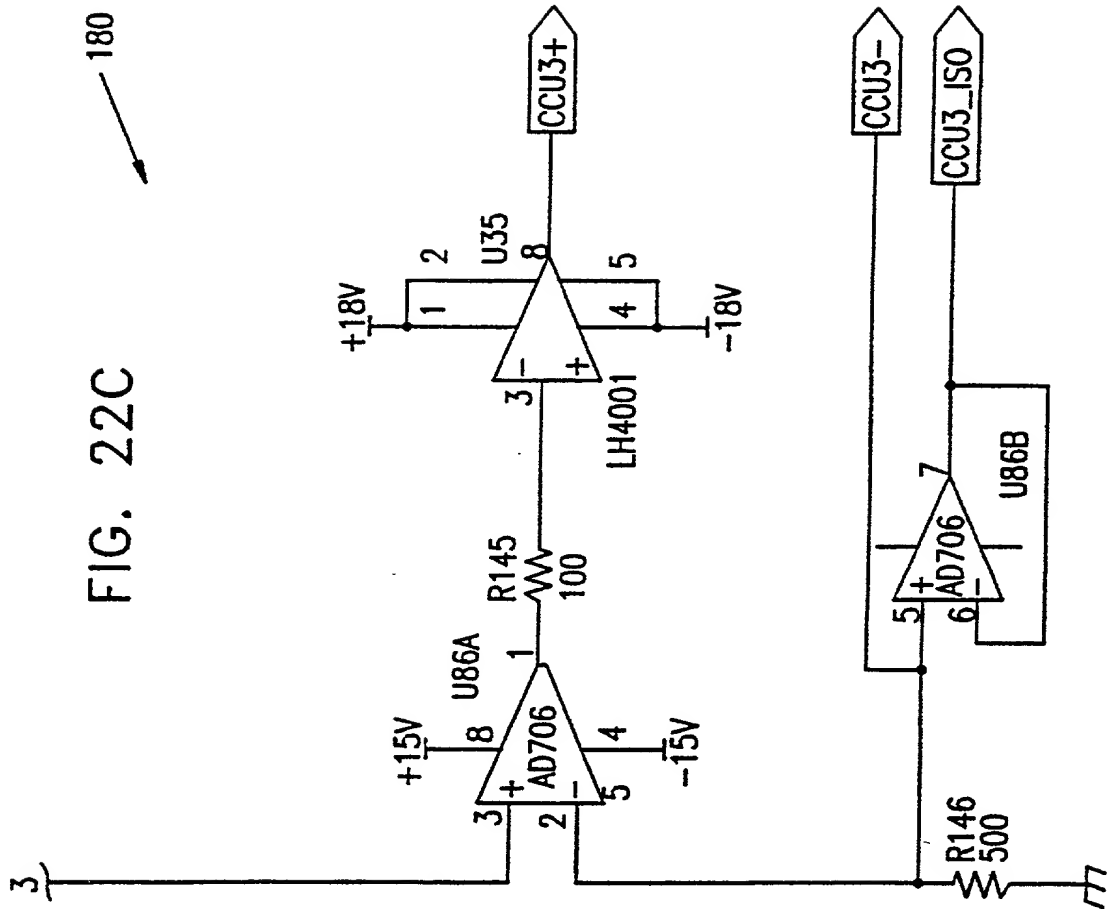 FIG. 22C
180
3
+15V
8
U86A
3
+
AD706
1
2
−
5
4
−15V
R145
100
+18V
1
2
U35
3
−
+
8
4
5
−18V
LH4001
CCU3+
CCU3−
CCU3_ISO
5
+
AD706
7
6
−
U86B
R146
500